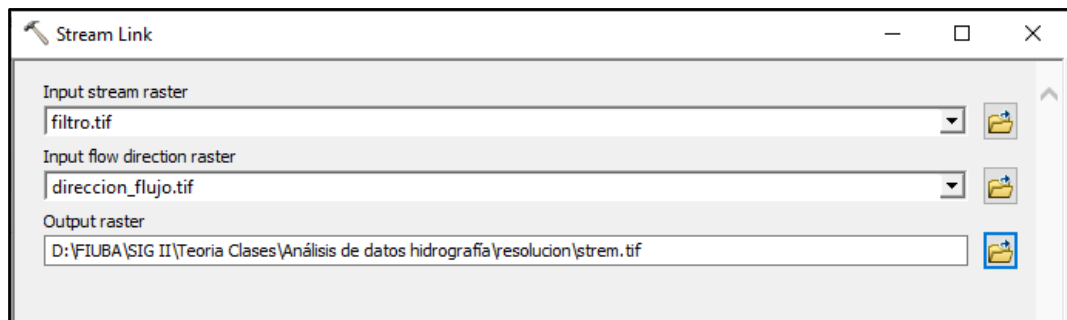 Stream Link
Input stream raster
filtro.tif
Input flow direction raster
direccion_flujo.tif
Output raster
D:\FIUBA\SIG II\Teoria Clases\Análisis de datos hidrografía\resolucion\strem.tif